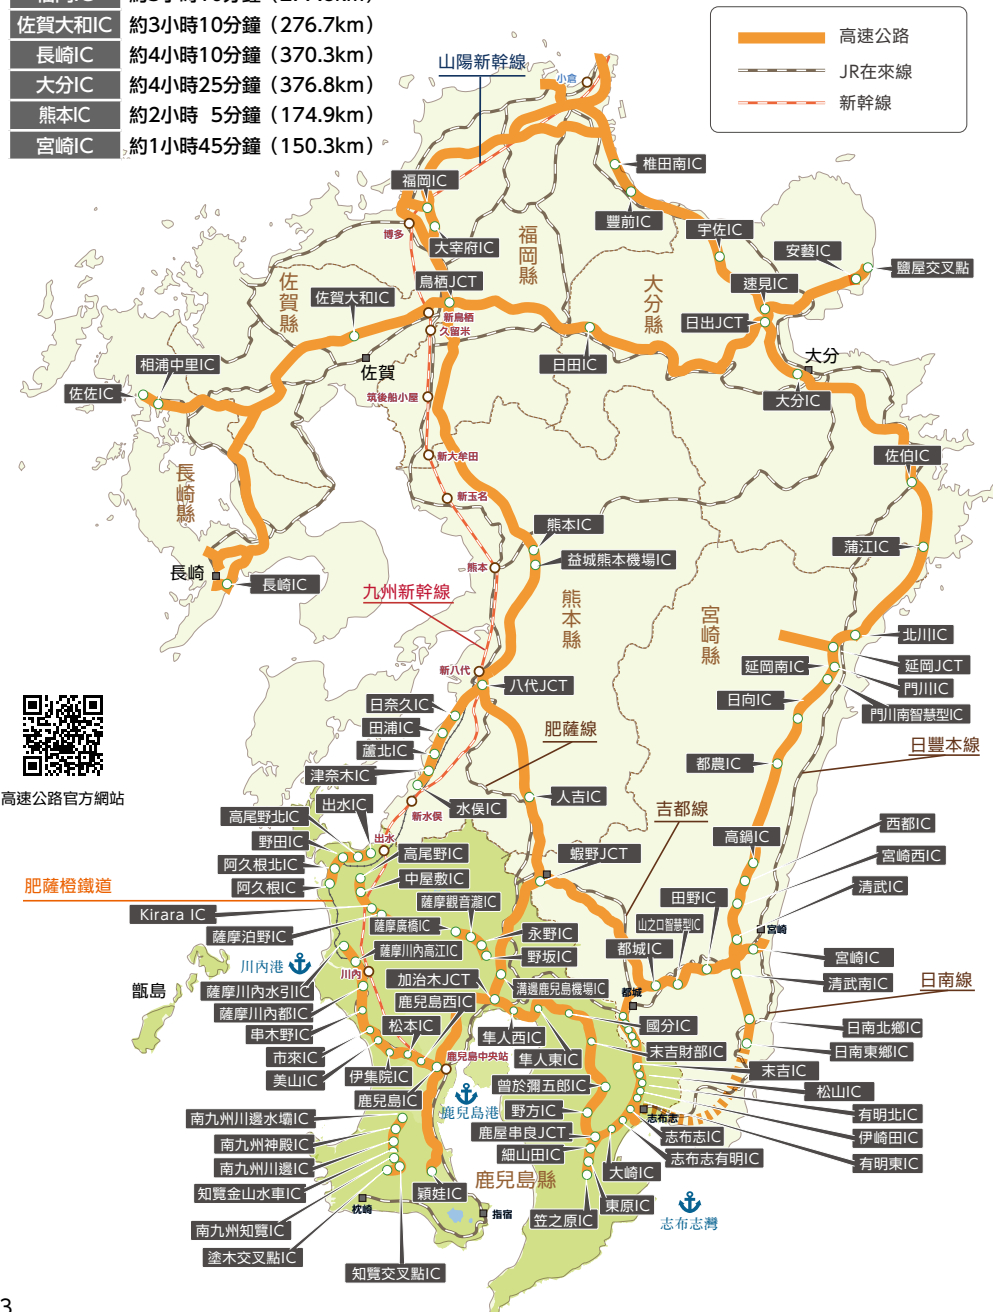 佐賀大和IC 約3小時10分鐘（276.7km）
長崎IC 約4小時10分鐘（370.3km）
大分IC 約4小時25分鐘（376.8km）
熊本IC 約2小時 5分鐘（174.9km）
宮崎IC 約1小時45分鐘（150.3km）
高速公路
JR在來線
新幹線
山陽新幹線
小倉
椎田南IC
福岡IC
豐前IC
博多
大宰府IC
福岡縣
宇佐IC
安藝IC
鹽屋交叉點
鳥栖JCT
速見IC
佐賀縣
佐賀大和IC
大分縣
新鳥栖
久留米
日出JCT
相浦中里IC
佐賀
日田IC
大分
佐佐IC
筑後船小屋
大分IC
新大牟田
佐伯IC
長崎縣
新玉名
熊本IC
蒲江IC
益城熊本機場IC
長崎
長崎IC
熊本
九州新幹線
熊本縣
宮崎縣
北川IC
新八代
延岡南IC
延岡JCT
八代JCT
門川IC
日奈久IC
日向IC
門川南智慧型IC
田浦IC
肥薩線
蘆北IC
日豐本線
津奈木IC
都農IC
高速公路官方網站
出水IC
水俣IC
人吉IC
高尾野北IC
新水俣
吉都線
西都IC
野田IC
出水
高鍋IC
阿久根北IC
高尾野IC
蝦野JCT
宮崎西IC
肥薩橙鐵道
阿久根IC
中屋敷IC
田野IC
清武IC
薩摩觀音瀧IC
Kirara IC
薩摩廣橋IC
山之口智慧型IC
薩摩泊野IC
永野IC
宮崎
都城IC
薩摩川內高江IC
野坂IC
宮崎IC
川內港
川內
加治木JCT
溝邊鹿兒島機場IC
清武南IC
甑島
薩摩川內水引IC
鹿兒島西IC
都城
日南線
薩摩川內都IC
松本IC
國分IC
日南北鄉IC
串木野IC
隼人西IC
末吉財部IC
日南東鄉IC
市來IC
鹿兒島中央站
隼人東IC
美山IC
伊集院IC
末吉IC
曾於彌五郎IC
松山IC
鹿兒島IC
鹿兒島港
野方IC
志布志
有明北IC
南九州川邊水壩IC
鹿屋串良JCT
志布志IC
伊崎田IC
南九州神殿IC
細山田IC
志布志有明IC
有明東IC
南九州川邊IC
大崎IC
鹿兒島縣
知覽金山水車IC
穎娃IC
東原IC
枕崎
指宿
笠之原IC
志布志灣
南九州知覽IC
塗木交叉點IC
知覽交叉點IC
3